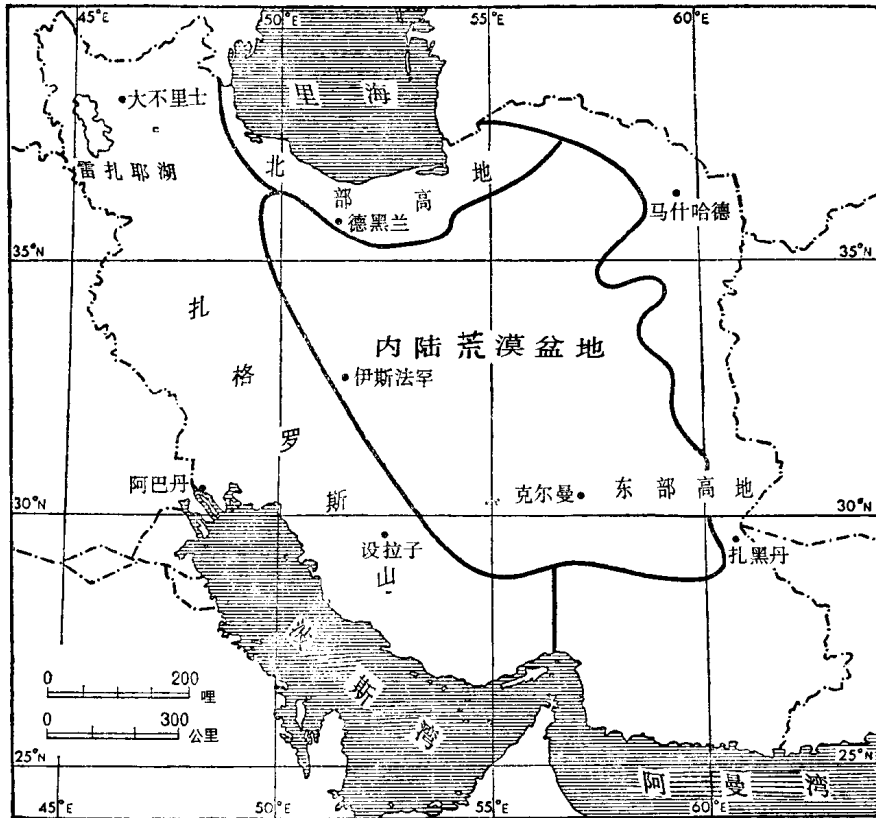 45°E 50°E 55°E 60°E
里海
大不里士
雷扎耶湖
北部高地
德黑兰
马什哈德
35°N 35°N
扎格罗斯山
内陆荒漠盆地
伊斯法罕
阿巴丹
克尔曼
东部高地
30°N 30°N
设拉子
扎黑丹
波斯湾
0 200 哩
0 300 公里
25°N 25°N
阿曼湾
45°E 50°E 55°E 60°E